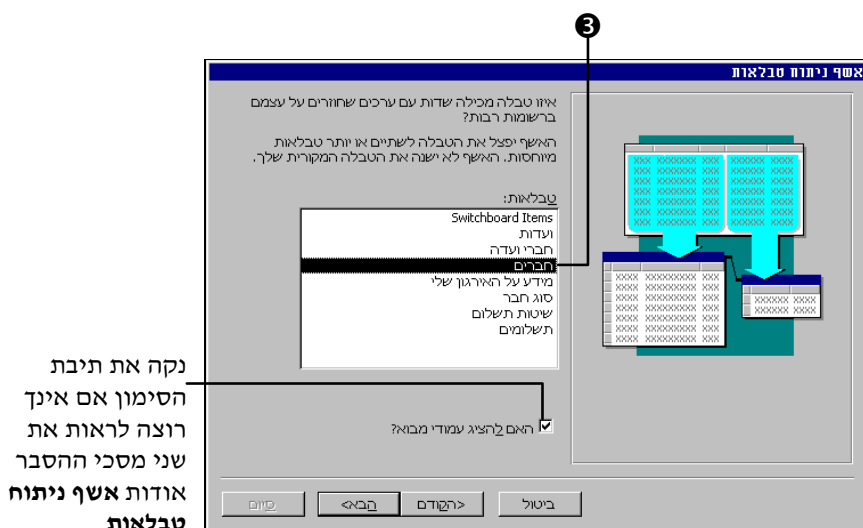 ❸
אשף ניתוח טבלאות
איזו טבלה מכילה שדות עם ערכים שחוזרים על עצמם
ברשומות רבות?
האשף יפצל את הטבלה לשתיים או יותר טבלאות
מיוחסות. האשף לא ישנה את הטבלה המקורית שלך.
טבלאות:
Switchboard Items
ועדות
חברי ועדה
חברים
מידע על האירגון שלי
סוג חבר
שיטות תשלום
תשלומים
האם להציג עמודי מבוא?
ביטול
<הקודם
הבא>
סיום
נקה את תיבת
הסימון אם אינך
רוצה לראות את
שני מסכי ההסבר
אודות אשף ניתוח
טבלאות